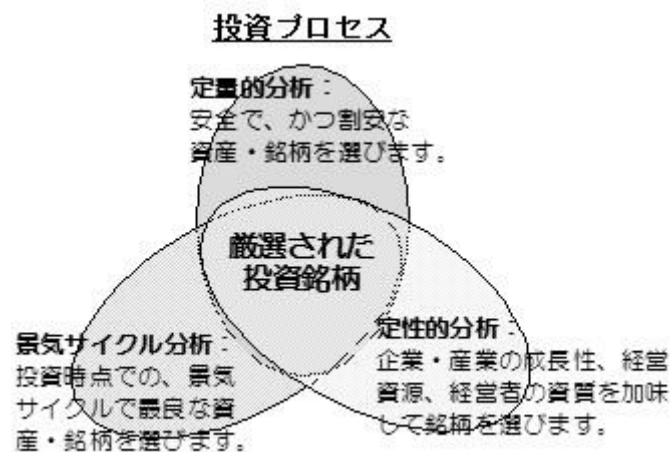 投資プロセス
定量的分析：
安全で、かつ割安な
資産・銘柄を選びます。
厳選された
投資銘柄
景気サイクル分析：
投資時点での、景気
サイクルで最良な資
産・銘柄を選びます。
定性的分析：
企業・産業の成長性、経営
資源、経営者の資質を加味
して銘柄を選びます。